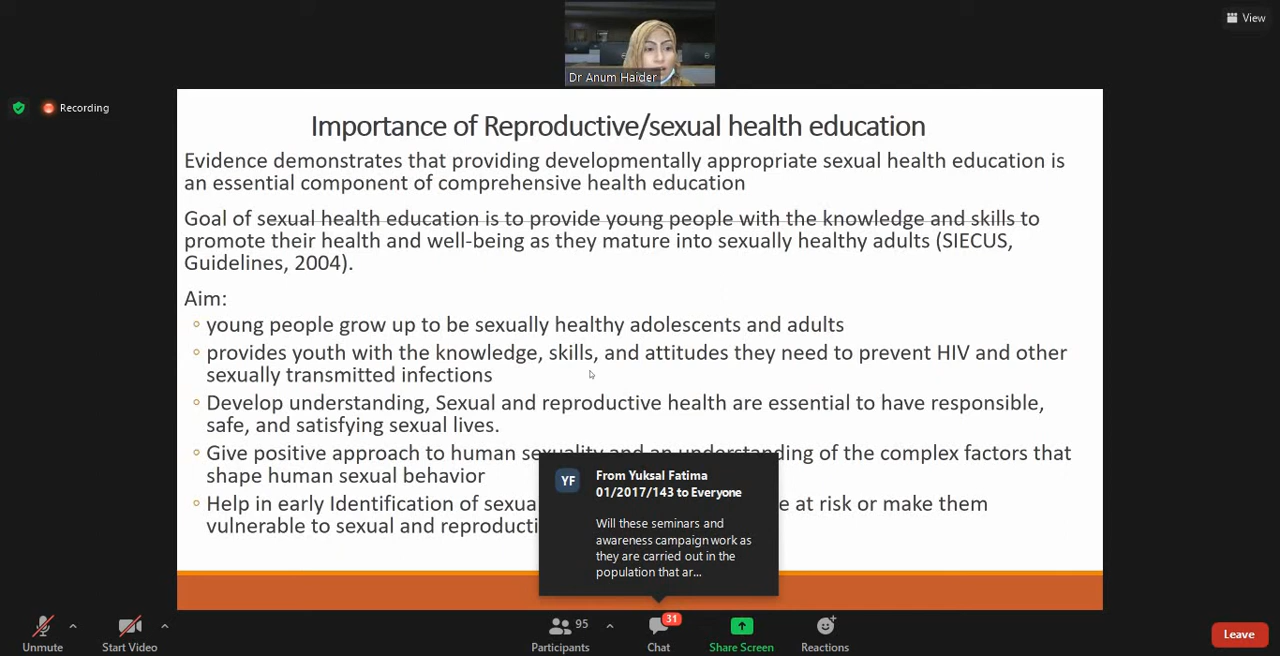 View
Dr Anum Haider
Recording
Importance of Reproductive/sexual health education
Evidence demonstrates that providing developmentally appropriate sexual health education is
an essential component of comprehensive health education
Goal of sexual health education is to provide young people with the knowledge and skills to
promote their health and well-being as they mature into sexually healthy adults (SIECUS,
Guidelines, 2004).
Aim:
◦ young people grow up to be sexually healthy adolescents and adults
◦ provides youth with the knowledge, skills, and attitudes they need to prevent HIV and other
sexually transmitted infections
◦ Develop understanding, Sexual and reproductive health are essential to have responsible,
safe, and satisfying sexual lives.
◦ Give positive approach to human sexuality and an understanding of the complex factors that
shape human sexual behavior
◦ Help in early Identification of sexua e at risk or make them
vulnerable to sexual and reproducti
YF
From Yuksal Fatima
01/2017/143 to Everyone
Will these seminars and
awareness campaign work as
they are carried out in the
population that ar...
Unmute
Start Video
95
Participants
31
Chat
Share Screen
Reactions
Leave